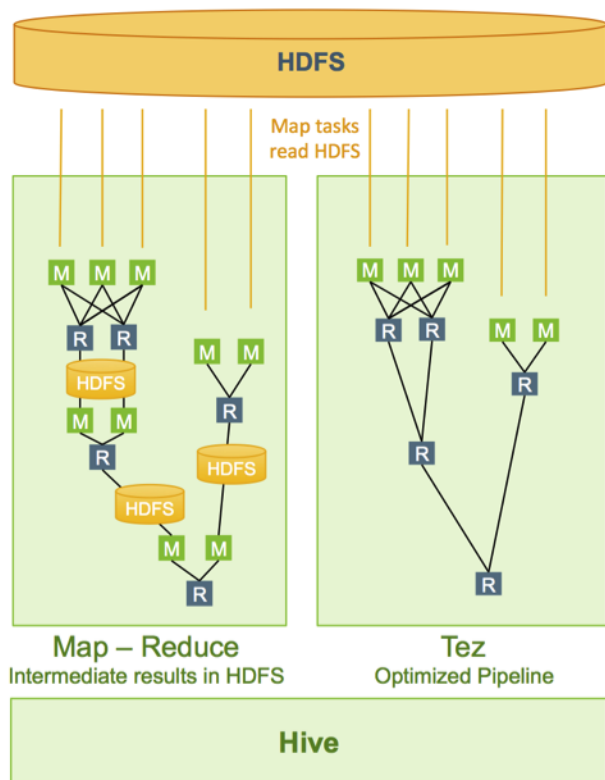 HDFS
Map tasks
read HDFS
M M M
R R
HDFS
M M
R
HDFS
M M
R
HDFS
M M
R
M M M
R R
M M
R
R
R
Map – Reduce
Intermediate results in HDFS
Tez
Optimized Pipeline
Hive